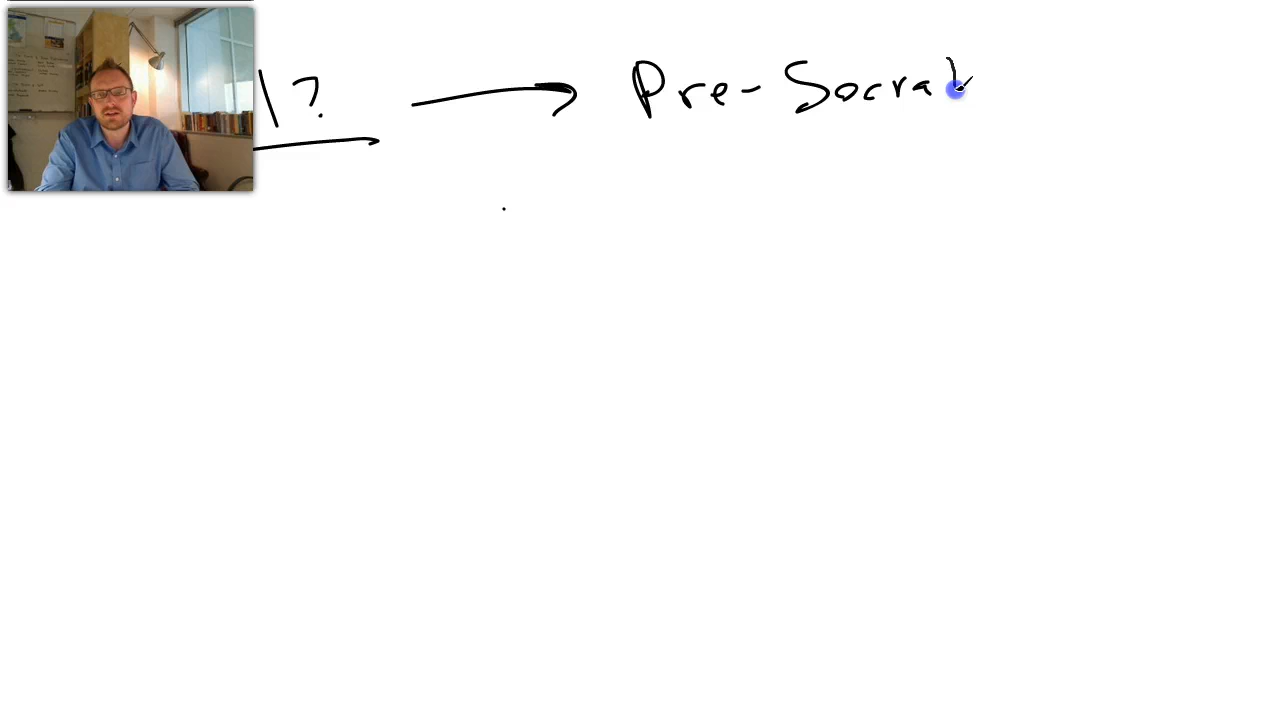 ? → Pre-Socrat